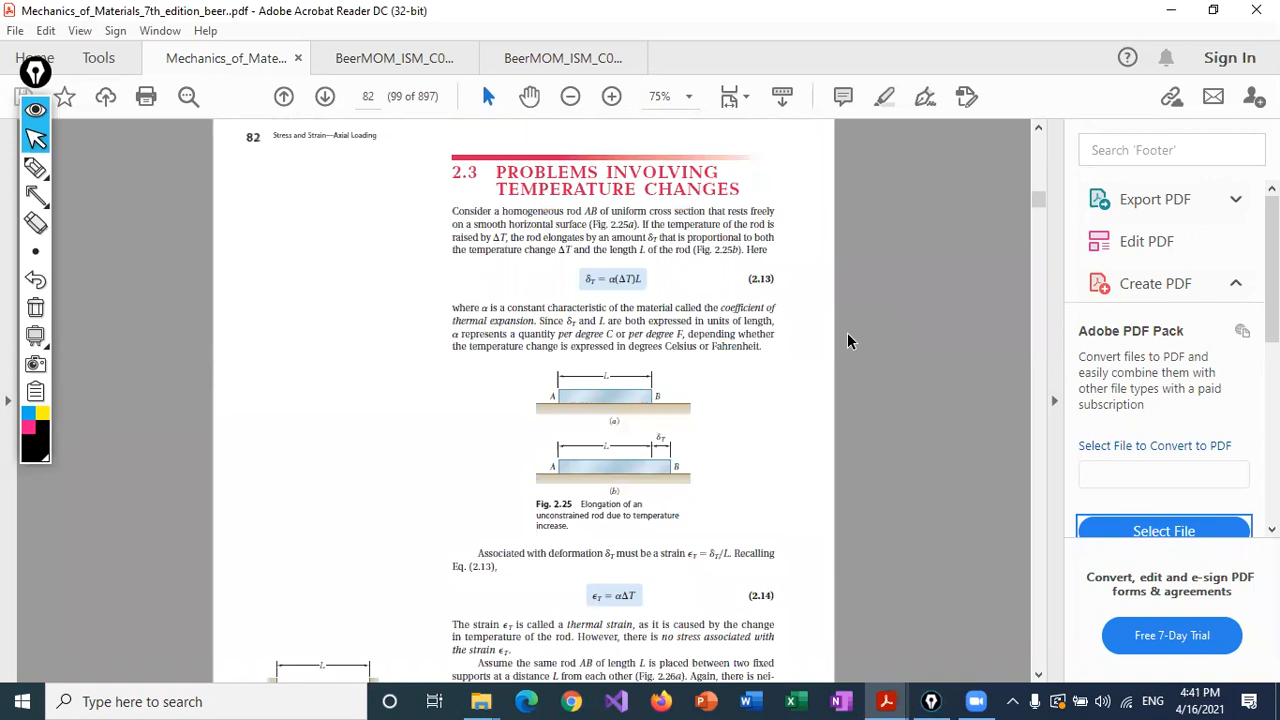 Mechanics_of_Materials_7th_edition_beer..pdf - Adobe Acrobat Reader DC (32-bit)
File Edit View Sign Window Help
Home Tools Mechanics_of_Mate... BeerMOM_ISM_C0... BeerMOM_ISM_C0... Sign In
82 (99 of 897) 75%
82 Stress and Strain—Axial Loading
2.3 PROBLEMS INVOLVING
TEMPERATURE CHANGES
Consider a homogeneous rod AB of uniform cross section that rests freely
on a smooth horizontal surface (Fig. 2.25a). If the temperature of the rod is
raised by ΔT, the rod elongates by an amount δT that is proportional to both
the temperature change ΔT and the length L of the rod (Fig. 2.25b). Here
δT = α(ΔT)L (2.13)
where α is a constant characteristic of the material called the coefficient of
thermal expansion. Since δT and L are both expressed in units of length,
α represents a quantity per degree C or per degree F, depending whether
the temperature change is expressed in degrees Celsius or Fahrenheit.
L
A B
(a)
L δT
A B
(b)
Fig. 2.25 Elongation of an
unconstrained rod due to temperature
increase.
Associated with deformation δT must be a strain ϵT = δT/L. Recalling
Eq. (2.13),
ϵT = αΔT (2.14)
The strain ϵT is called a thermal strain, as it is caused by the change
in temperature of the rod. However, there is no stress associated with
the strain ϵT.
Assume the same rod AB of length L is placed between two fixed
supports at a distance L from each other (Fig. 2.26a). Again, there is nei-
L
Search 'Footer'
Export PDF
Edit PDF
Create PDF
Adobe PDF Pack
Convert files to PDF and
easily combine them with
other file types with a paid
subscription
Select File to Convert to PDF
Select File
Convert, edit and e-sign PDF
forms & agreements
Free 7-Day Trial
Type here to search
ENG
4:41 PM
4/16/2021